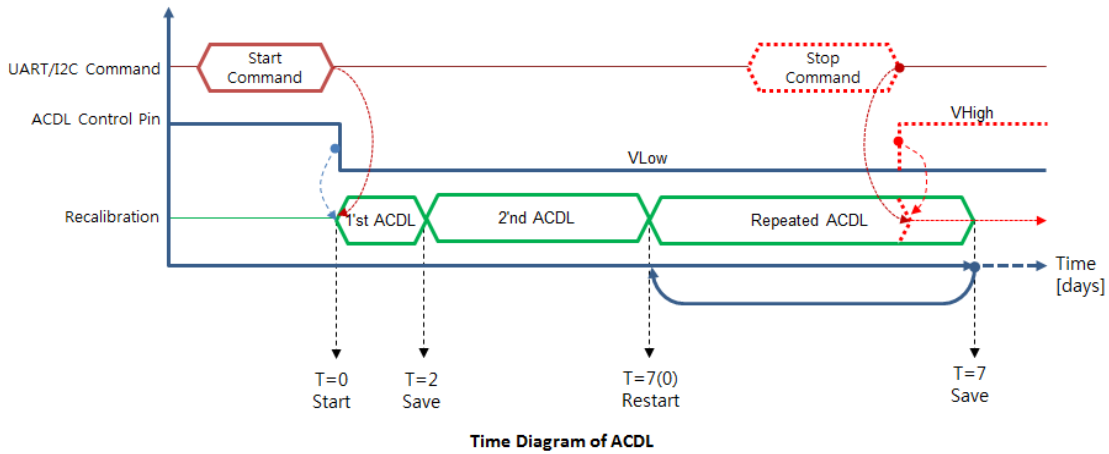 Start
Command
Stop
Command
UART/I2C Command
ACDL Control Pin
VHigh
VLow
Recalibration
1'st ACDL
2'nd ACDL
Repeated ACDL
Time
[days]
T=0
Start
T=2
Save
T=7(0)
Restart
T=7
Save
Time Diagram of ACDL